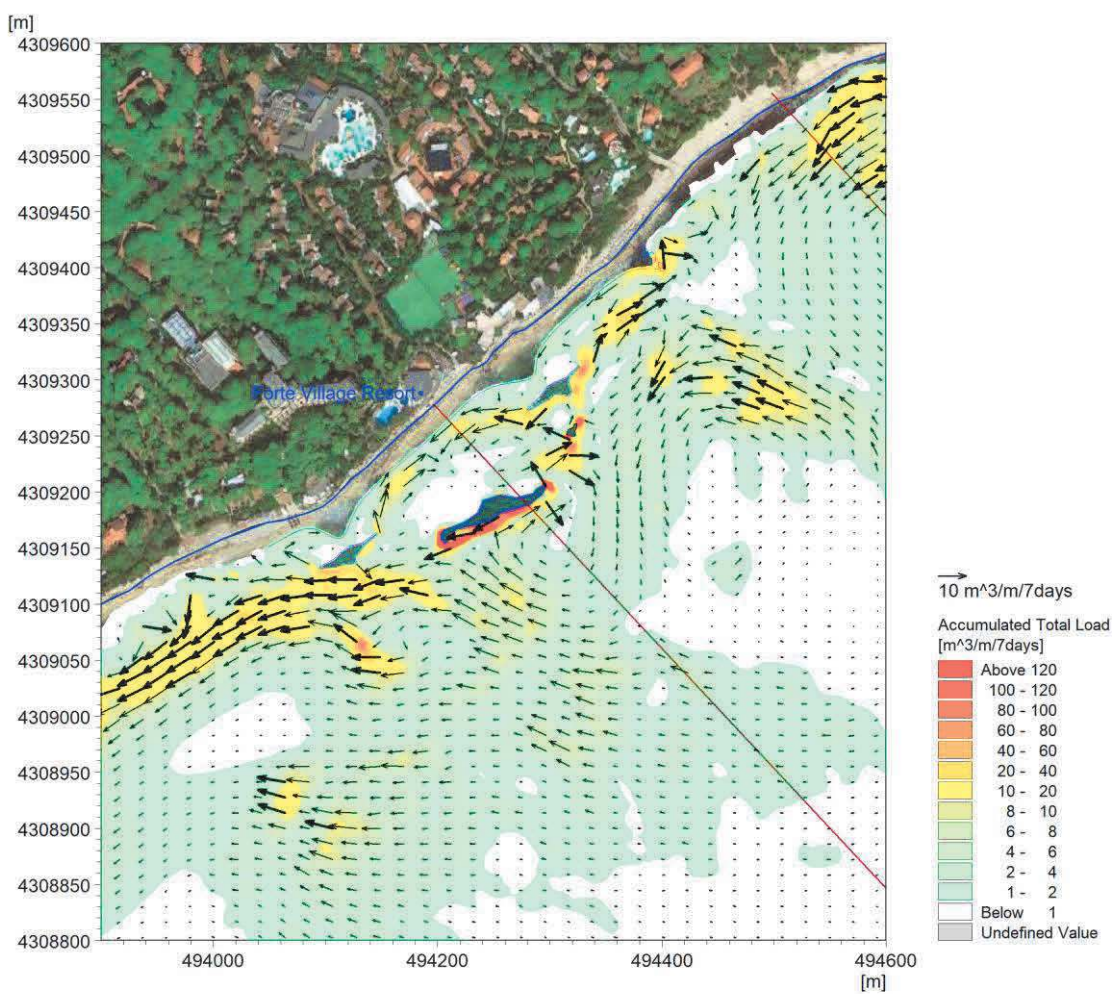 [m]
4309600
4309550
4309500
4309450
4309400
4309350
4309300
4309250
4309200
4309150
4309100
4309050
4309000
4308950
4308900
4308850
4308800
Forte Village Resort
494000
494200
494400
494600
[m]
10 m^3/m/7days
Accumulated Total Load
[m^3/m/7days]
Above 120
100 - 120
80 - 100
60 - 80
40 - 60
20 - 40
10 - 20
8 - 10
6 - 8
4 - 6
2 - 4
1 - 2
Below 1
Undefined Value